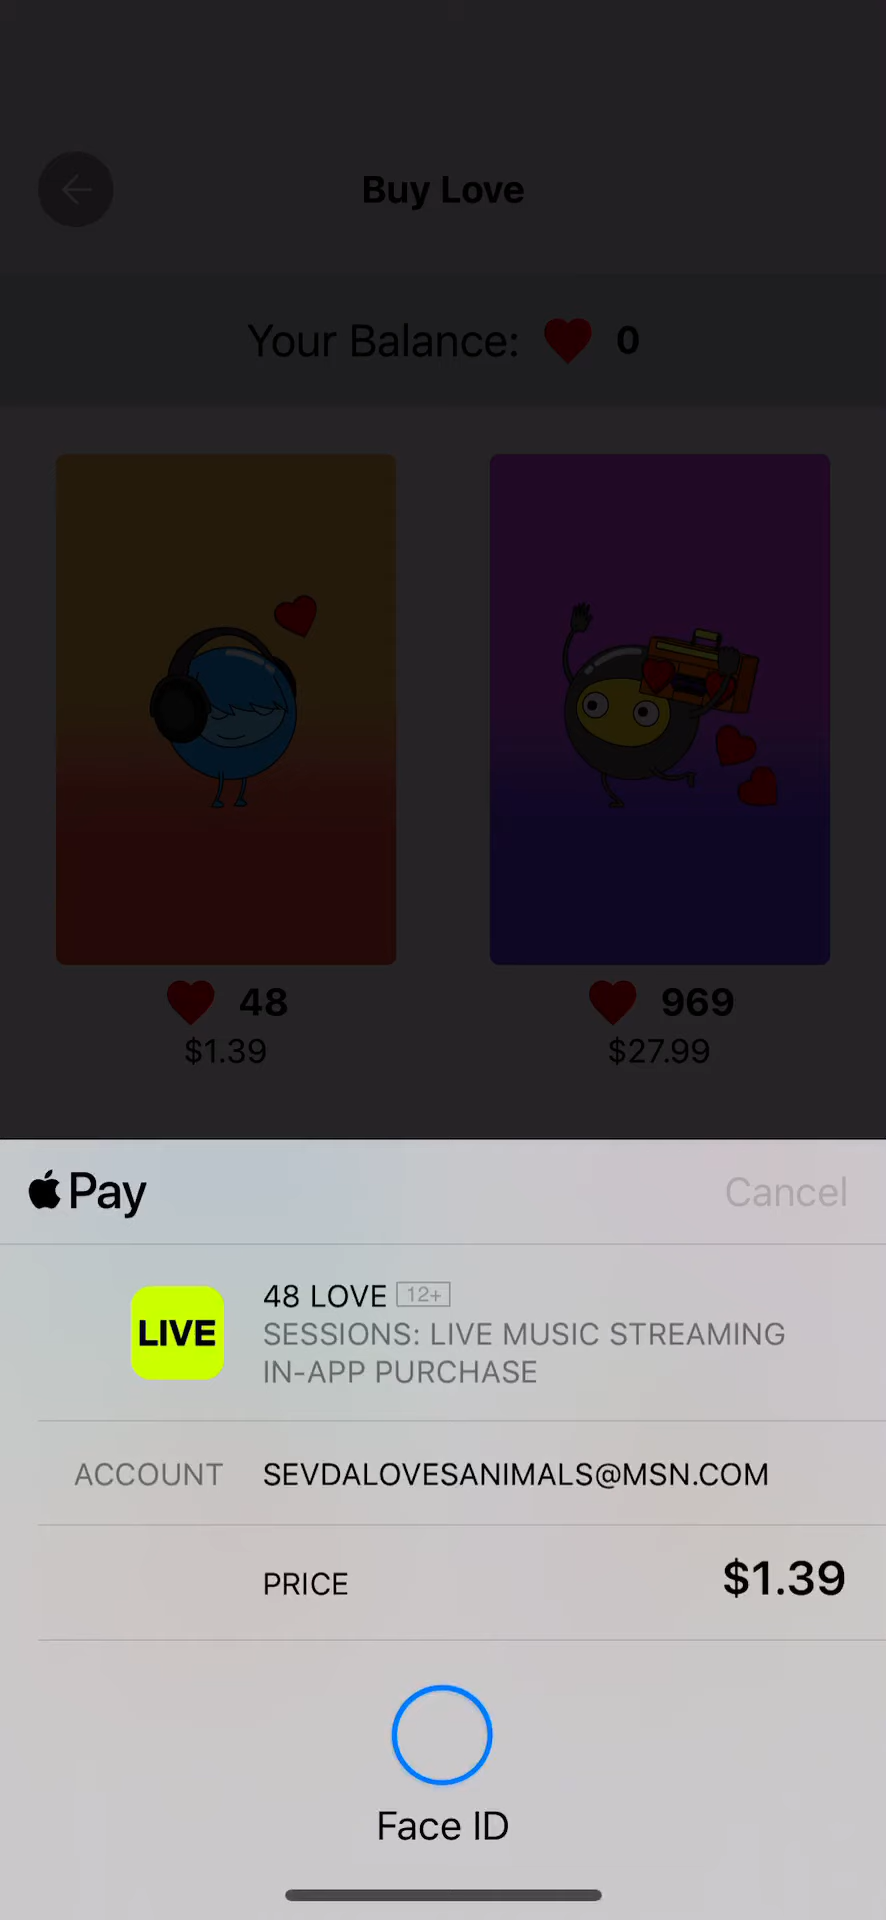 Buy Love
Your Balance: 0
48
$1.39
969
$27.99
Pay
Cancel
48 LOVE 12+
LIVE
SESSIONS: LIVE MUSIC STREAMING
IN-APP PURCHASE
ACCOUNT SEVDALOVESANIMALS@MSN.COM
PRICE $1.39
Face ID